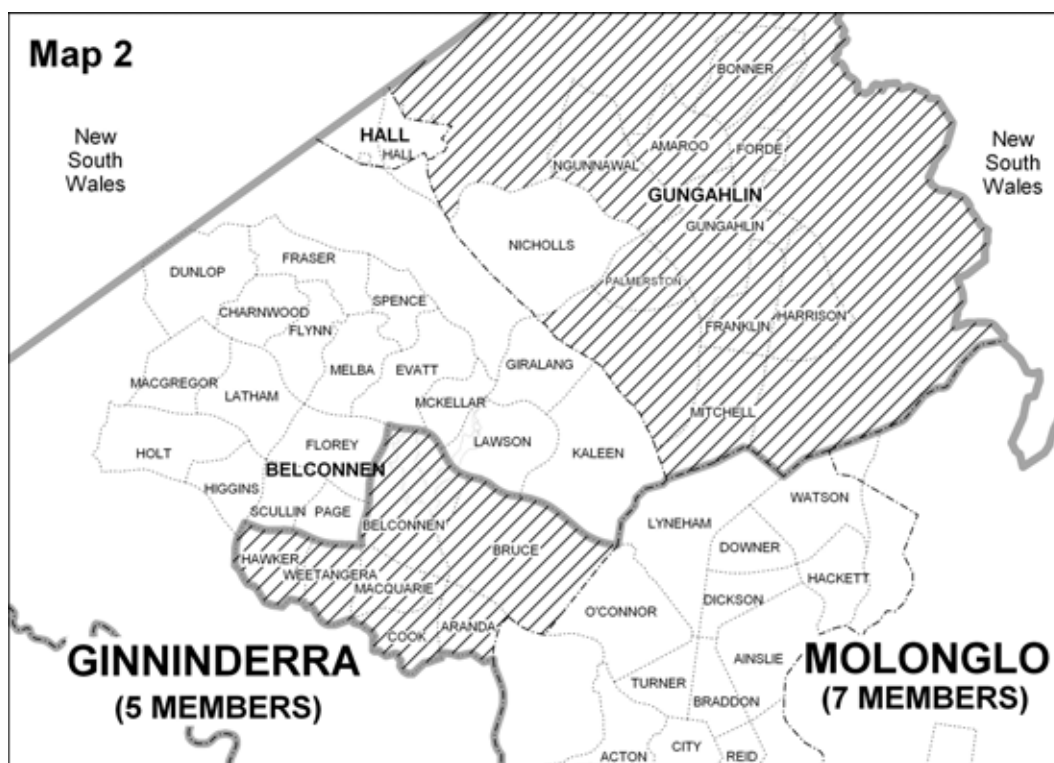 Map 2
New
South
Wales
New
South
Wales
BONNER
HALL
HALL
AMAROO
FORDE
NGUNNAWAL
GUNGAHLIN
GUNGAHLIN
NICHOLLS
PALMERSTON
FRANKLIN
HARRISON
MITCHELL
DUNLOP
FRASER
SPENCE
CHARNWOOD
FLYNN
MACGREGOR
LATHAM
MELBA
EVATT
GIRALANG
MCKELLAR
HOLT
FLOREY
LAWSON
KALEEN
BELCONNEN
HIGGINS
SCULLIN
PAGE
BELCONNEN
BRUCE
HAWKER
WEETANGERA
MACQUARIE
COOK
ARANDA
LYNEHAM
WATSON
DOWNER
HACKETT
DICKSON
O'CONNOR
AINSLIE
TURNER
BRADDON
ACTON
CITY
REID
GINNINDERRA
(5 MEMBERS)
MOLONGLO
(7 MEMBERS)